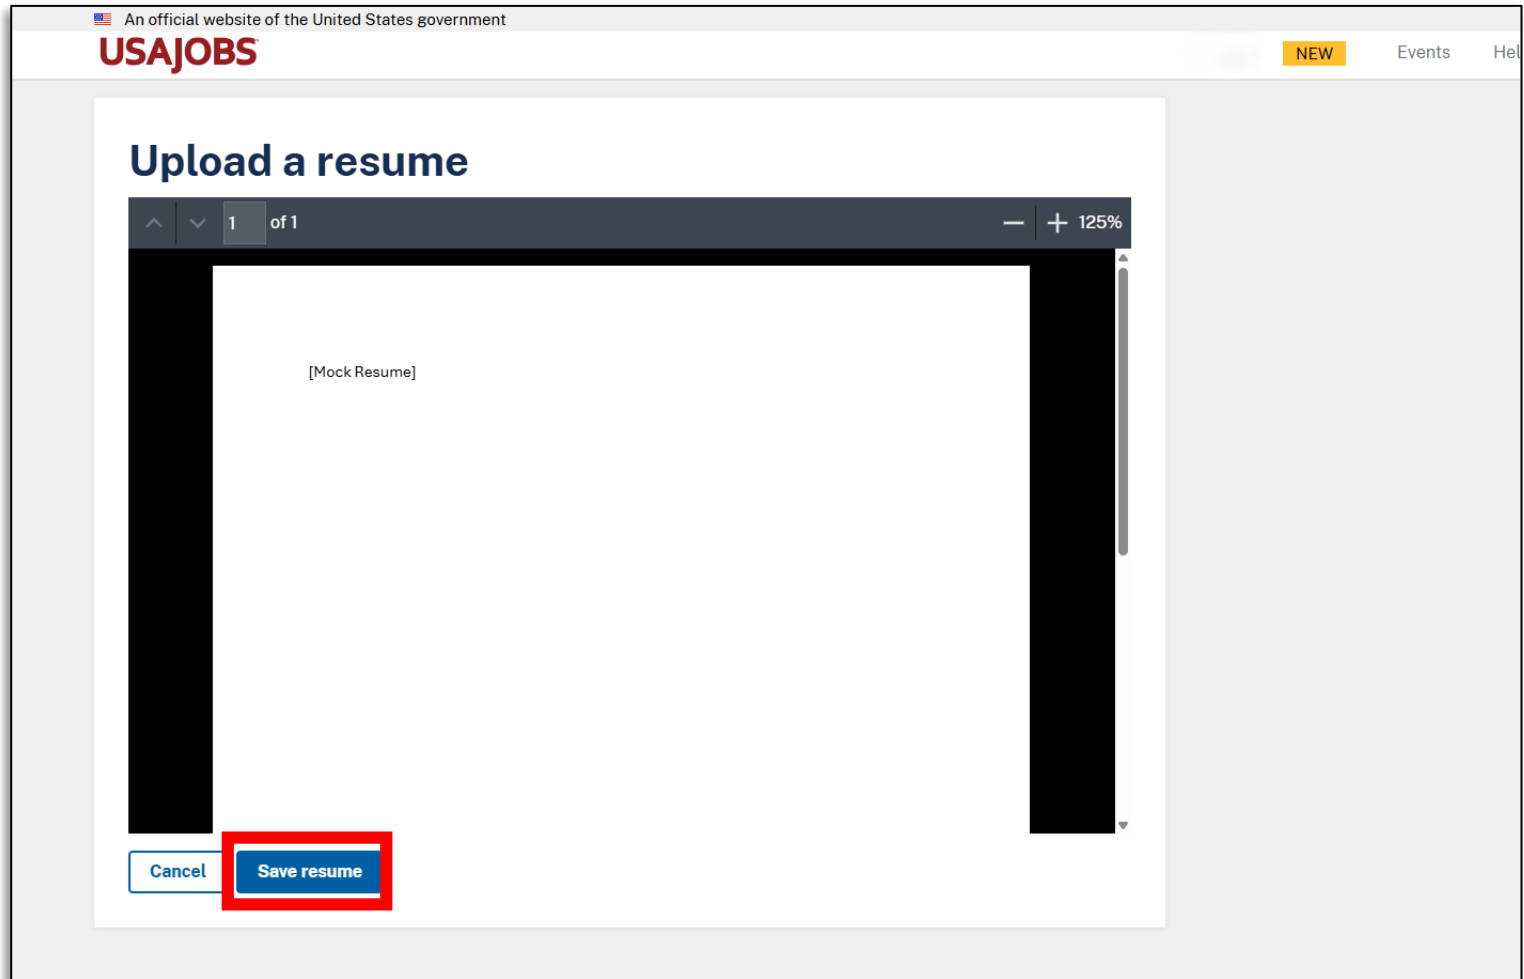 An official website of the United States government
USAJOBS
NEW Events Hel
Upload a resume
1 of 1 125%
[Mock Resume]
Cancel Save resume